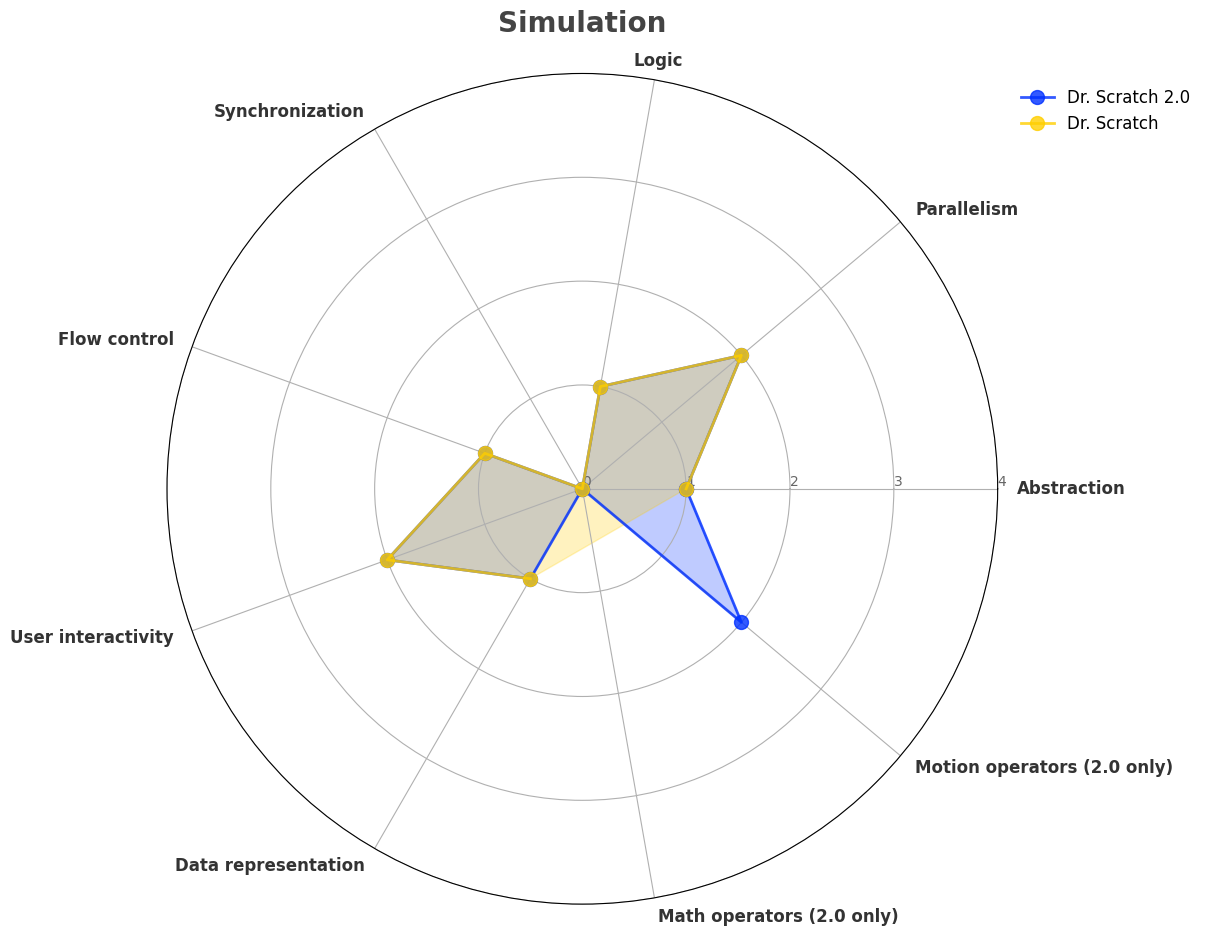 Simulation
Logic
Dr. Scratch 2.0
Dr. Scratch
Synchronization
Parallelism
Flow control
0
1
2
3
4
Abstraction
User interactivity
Motion operators (2.0 only)
Data representation
Math operators (2.0 only)